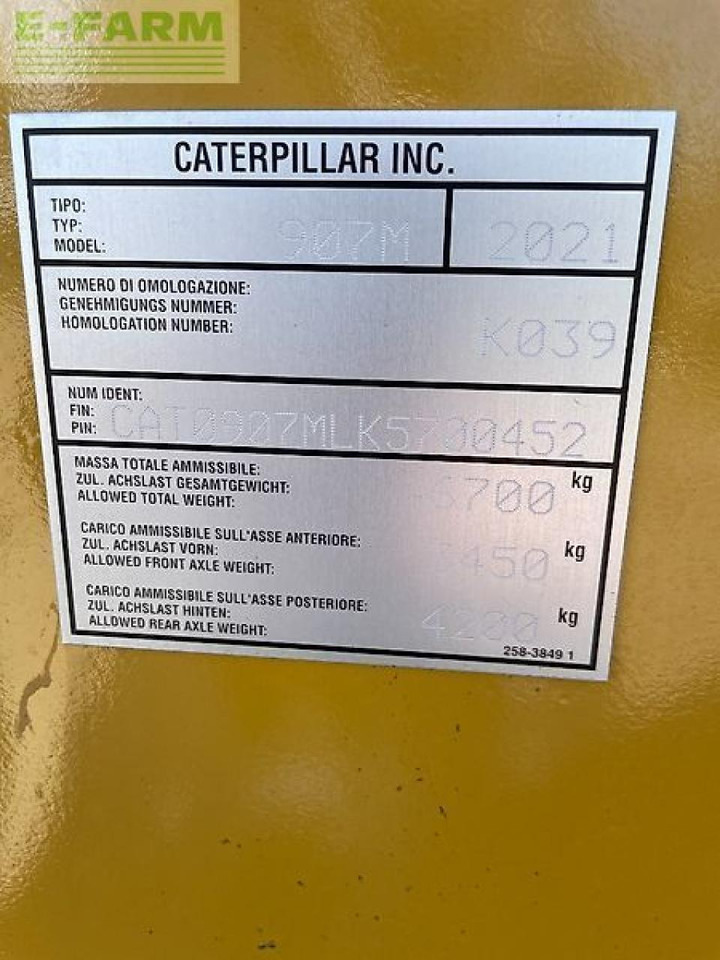 E-FARM
CATERPILLAR INC.
TIPO:
TYP:
MODEL: 907M 2021
NUMERO DI OMOLOGAZIONE:
GENEHMIGUNGS NUMMER:
HOMOLOGATION NUMBER: K039
NUM IDENT:
FIN:
PIN: CAT0907MLK5700452
MASSA TOTALE AMMISSIBILE:
ZUL. ACHSLAST GESAMTGEWICHT: kg
ALLOWED TOTAL WEIGHT:
CARICO AMMISSIBILE SULL'ASSE ANTERIORE:
ZUL. ACHSLAST VORN: kg
ALLOWED FRONT AXLE WEIGHT:
CARICO AMMISSIBILE SULL'ASSE POSTERIORE:
ZUL. ACHSLAST HINTEN: 4200 kg
ALLOWED REAR AXLE WEIGHT:
258-3849 1